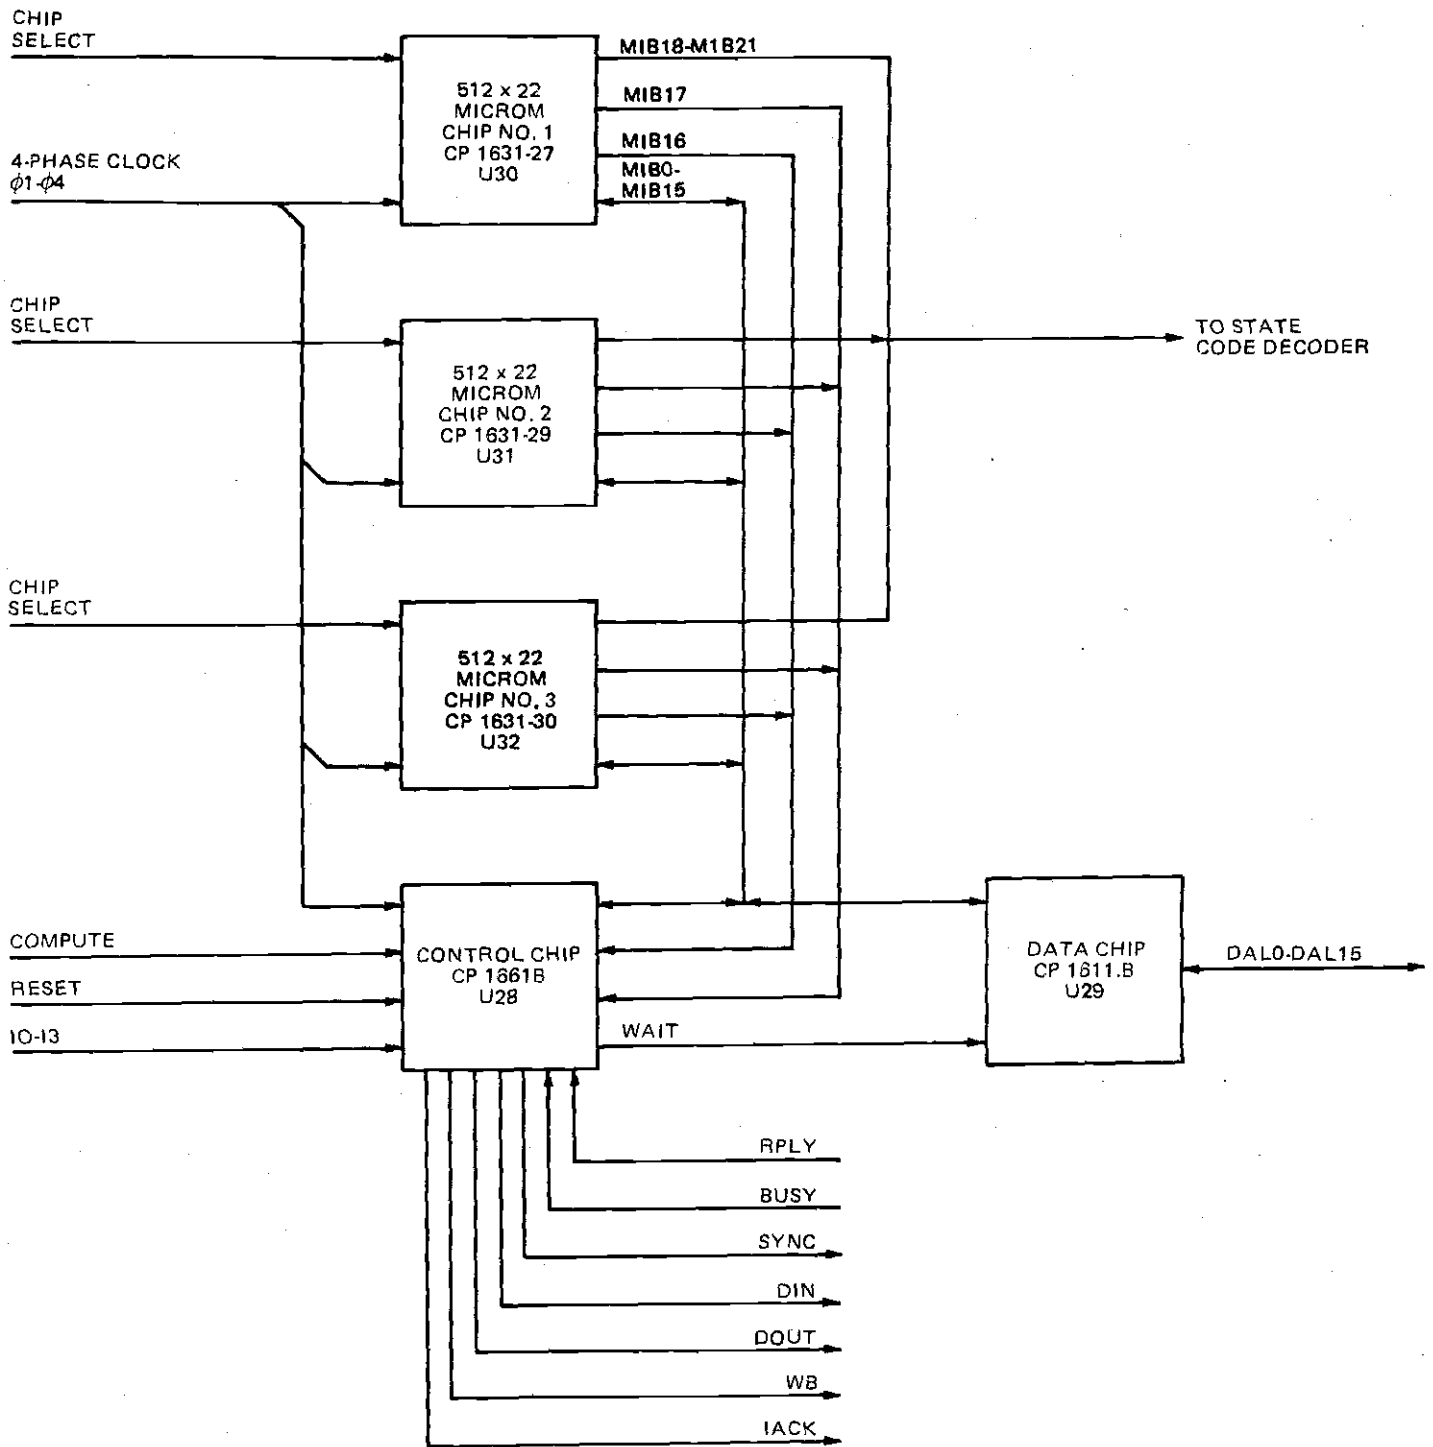 CHIP
SELECT
MIB18-M1B21
512 x 22
MICROM
CHIP NO. 1
CP 1631-27
U30
MIB17
MIB16
MIB0-
MIB15
4-PHASE CLOCK
ϕ1-ϕ4
CHIP
SELECT
512 x 22
MICROM
CHIP NO. 2
CP 1631-29
U31
TO STATE
CODE DECODER
CHIP
SELECT
512 x 22
MICROM
CHIP NO. 3
CP 1631-30
U32
COMPUTE
RESET
I0-I3
CONTROL CHIP
CP 1661B
U28
WAIT
DATA CHIP
CP 1611.B
U29
DAL0-DAL15
RPLY
BUSY
SYNC
DIN
DOUT
WB
IACK